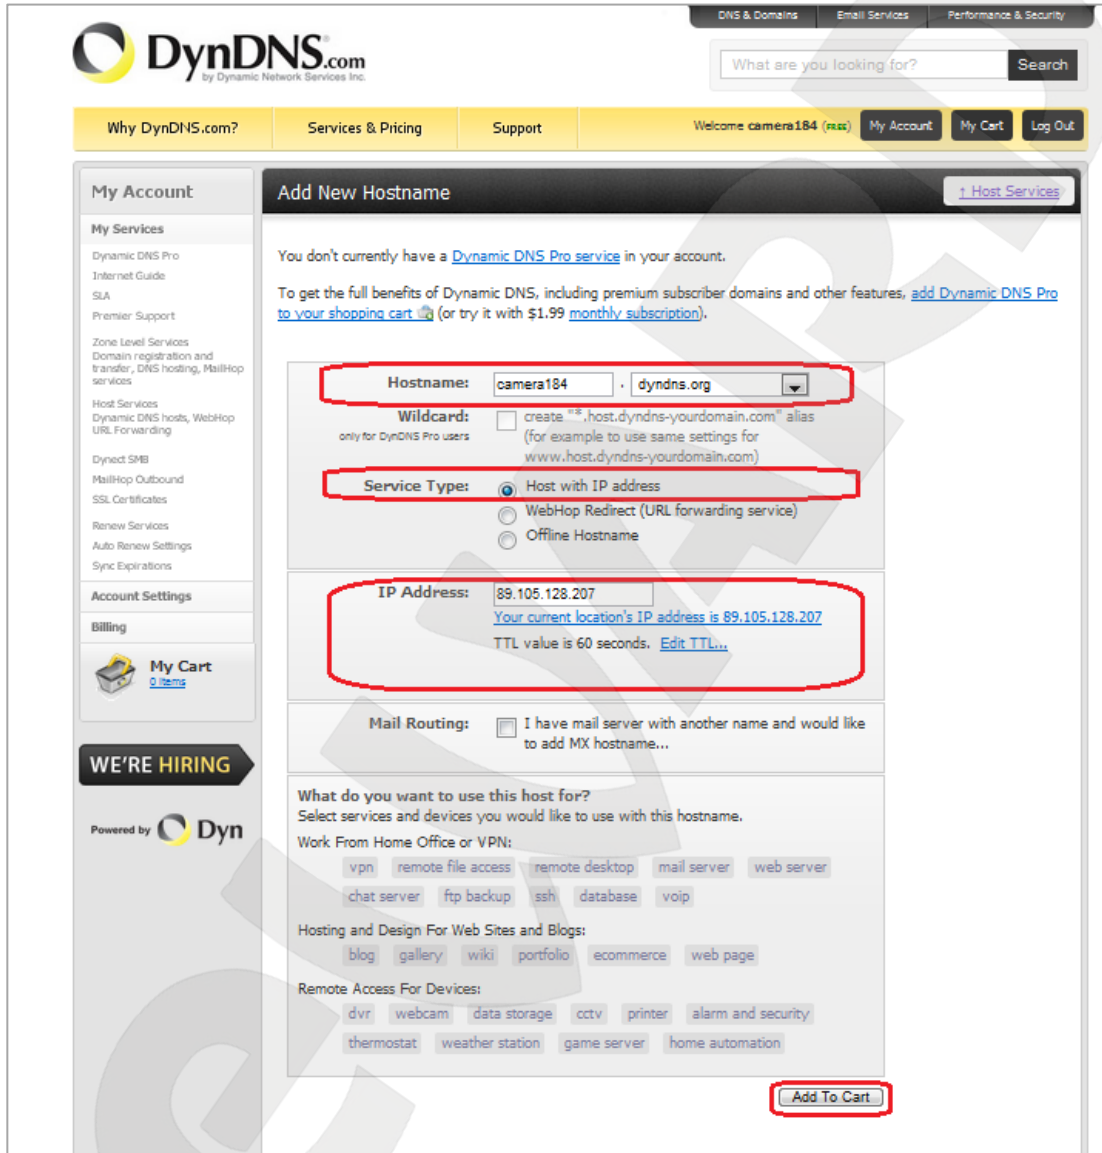 DNS & Domains Email Services Performance & Security
DynDNS.com
by Dynamic Network Services Inc.
What are you looking for? Search
Why DynDNS.com? Services & Pricing Support Welcome camera184 (FREE) My Account My Cart Log Out
My Account
My Services
Dynamic DNS Pro
Internet Guide
SLA
Premier Support
Zone Level Services
Domain registration and
transfer, DNS hosting, MailHop
services
Host Services
Dynamic DNS hosts, WebHop
URL Forwarding
Dynect SMB
MailHop Outbound
SSL Certificates
Renew Services
Auto Renew Settings
Sync Expirations
Account Settings
Billing
My Cart
0 items
WE'RE HIRING
Powered by Dyn
Add New Hostname ↑ Host Services
You don't currently have a Dynamic DNS Pro service in your account.
To get the full benefits of Dynamic DNS, including premium subscriber domains and other features, add Dynamic DNS Pro
to your shopping cart (or try it with $1.99 monthly subscription).
Hostname: camera184 . dyndns.org
Wildcard: create "*.host.dyndns-yourdomain.com" alias
only for DynDNS Pro users (for example to use same settings for
www.host.dyndns-yourdomain.com)
Service Type: Host with IP address
WebHop Redirect (URL forwarding service)
Offline Hostname
IP Address: 89.105.128.207
Your current location's IP address is 89.105.128.207
TTL value is 60 seconds. Edit TTL...
Mail Routing: I have mail server with another name and would like
to add MX hostname...
What do you want to use this host for?
Select services and devices you would like to use with this hostname.
Work From Home Office or VPN:
vpn remote file access remote desktop mail server web server
chat server ftp backup ssh database voip
Hosting and Design For Web Sites and Blogs:
blog gallery wiki portfolio ecommerce web page
Remote Access For Devices:
dvr webcam data storage cctv printer alarm and security
thermostat weather station game server home automation
Add To Cart